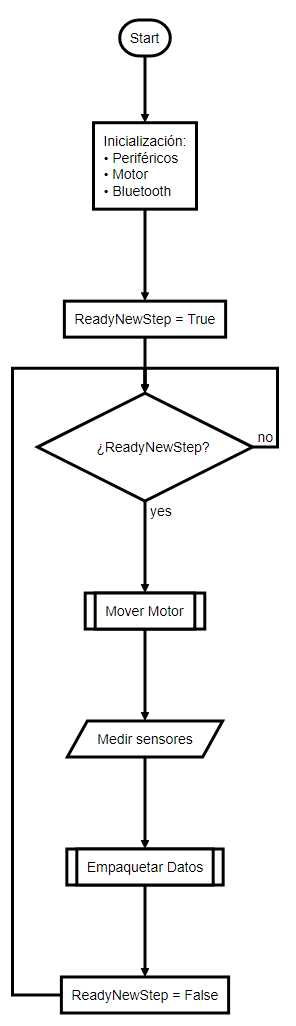 Start
Inicialización:
• Periféricos
• Motor
• Bluetooth
ReadyNewStep = True
¿ReadyNewStep?
no
yes
Mover Motor
Medir sensores
Empaquetar Datos
ReadyNewStep = False